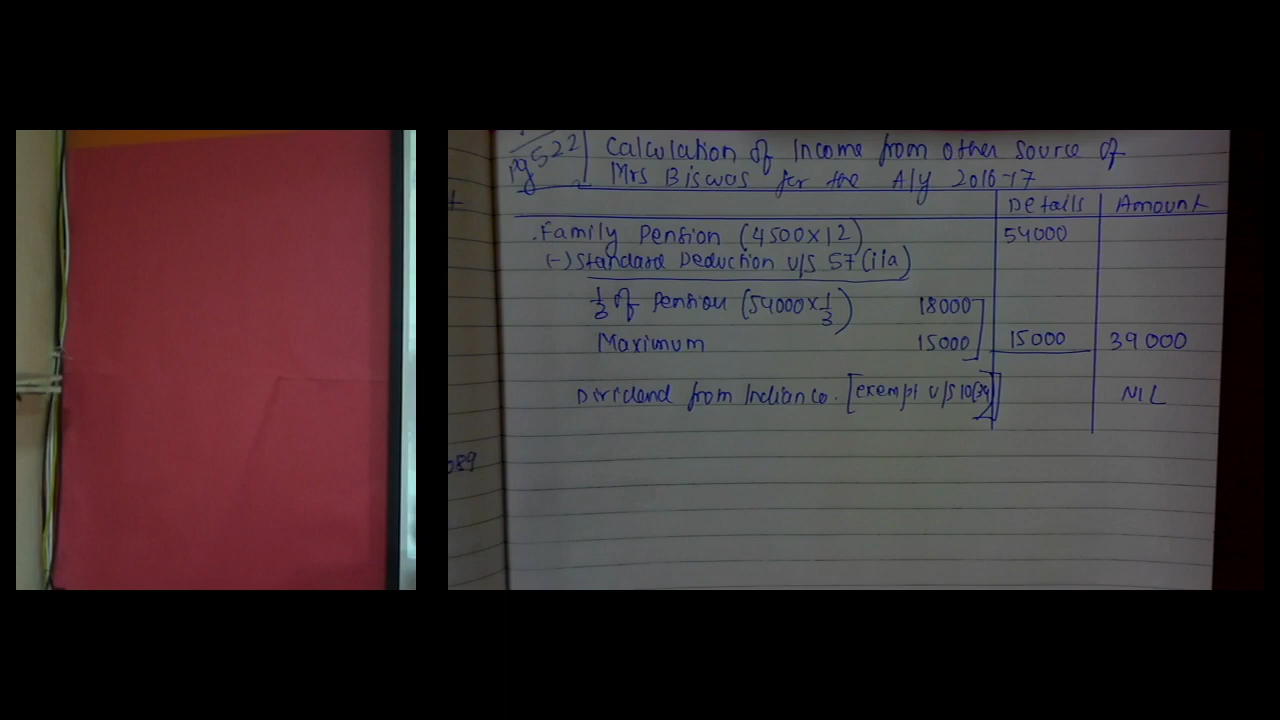 pg 522
Calculation of Income from other source of
Mrs Biswas for the A/y 2016-17
Details Amount
Family Pension (4500x12) 54000
(-) Standard Deduction u/s 57(iia)
1/3 of Pension (54000x1/3) 18000
Maximum 15000 15000 39000
Dividend from Indian co. [exempt u/s 10(34)] NIL
089